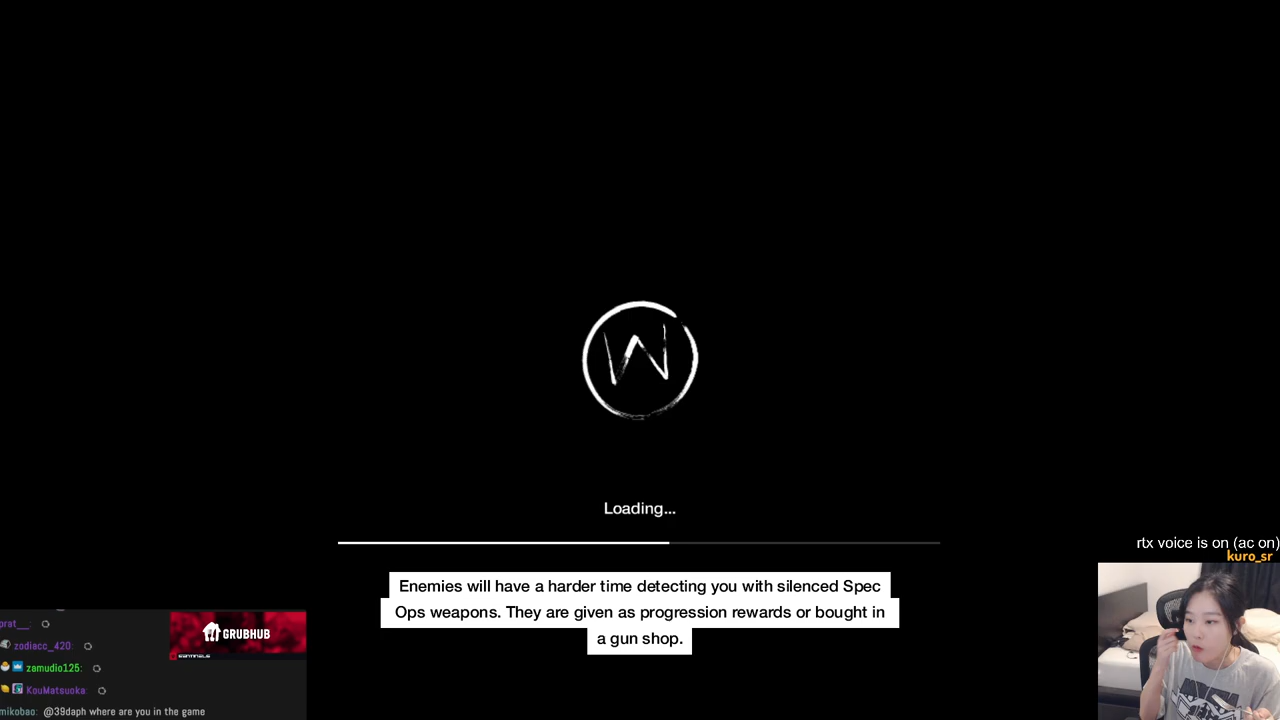 W
Loading...
Enemies will have a harder time detecting you with silenced Spec
Ops weapons. They are given as progression rewards or bought in
a gun shop.
rtx voice is on (ac on)
kuro_sr
prat__:
zodiacc_420:
zamudio125:
KouMatsuoka:
mikobao: @39daph where are you in the game
GRUBHUB
SENTINELS